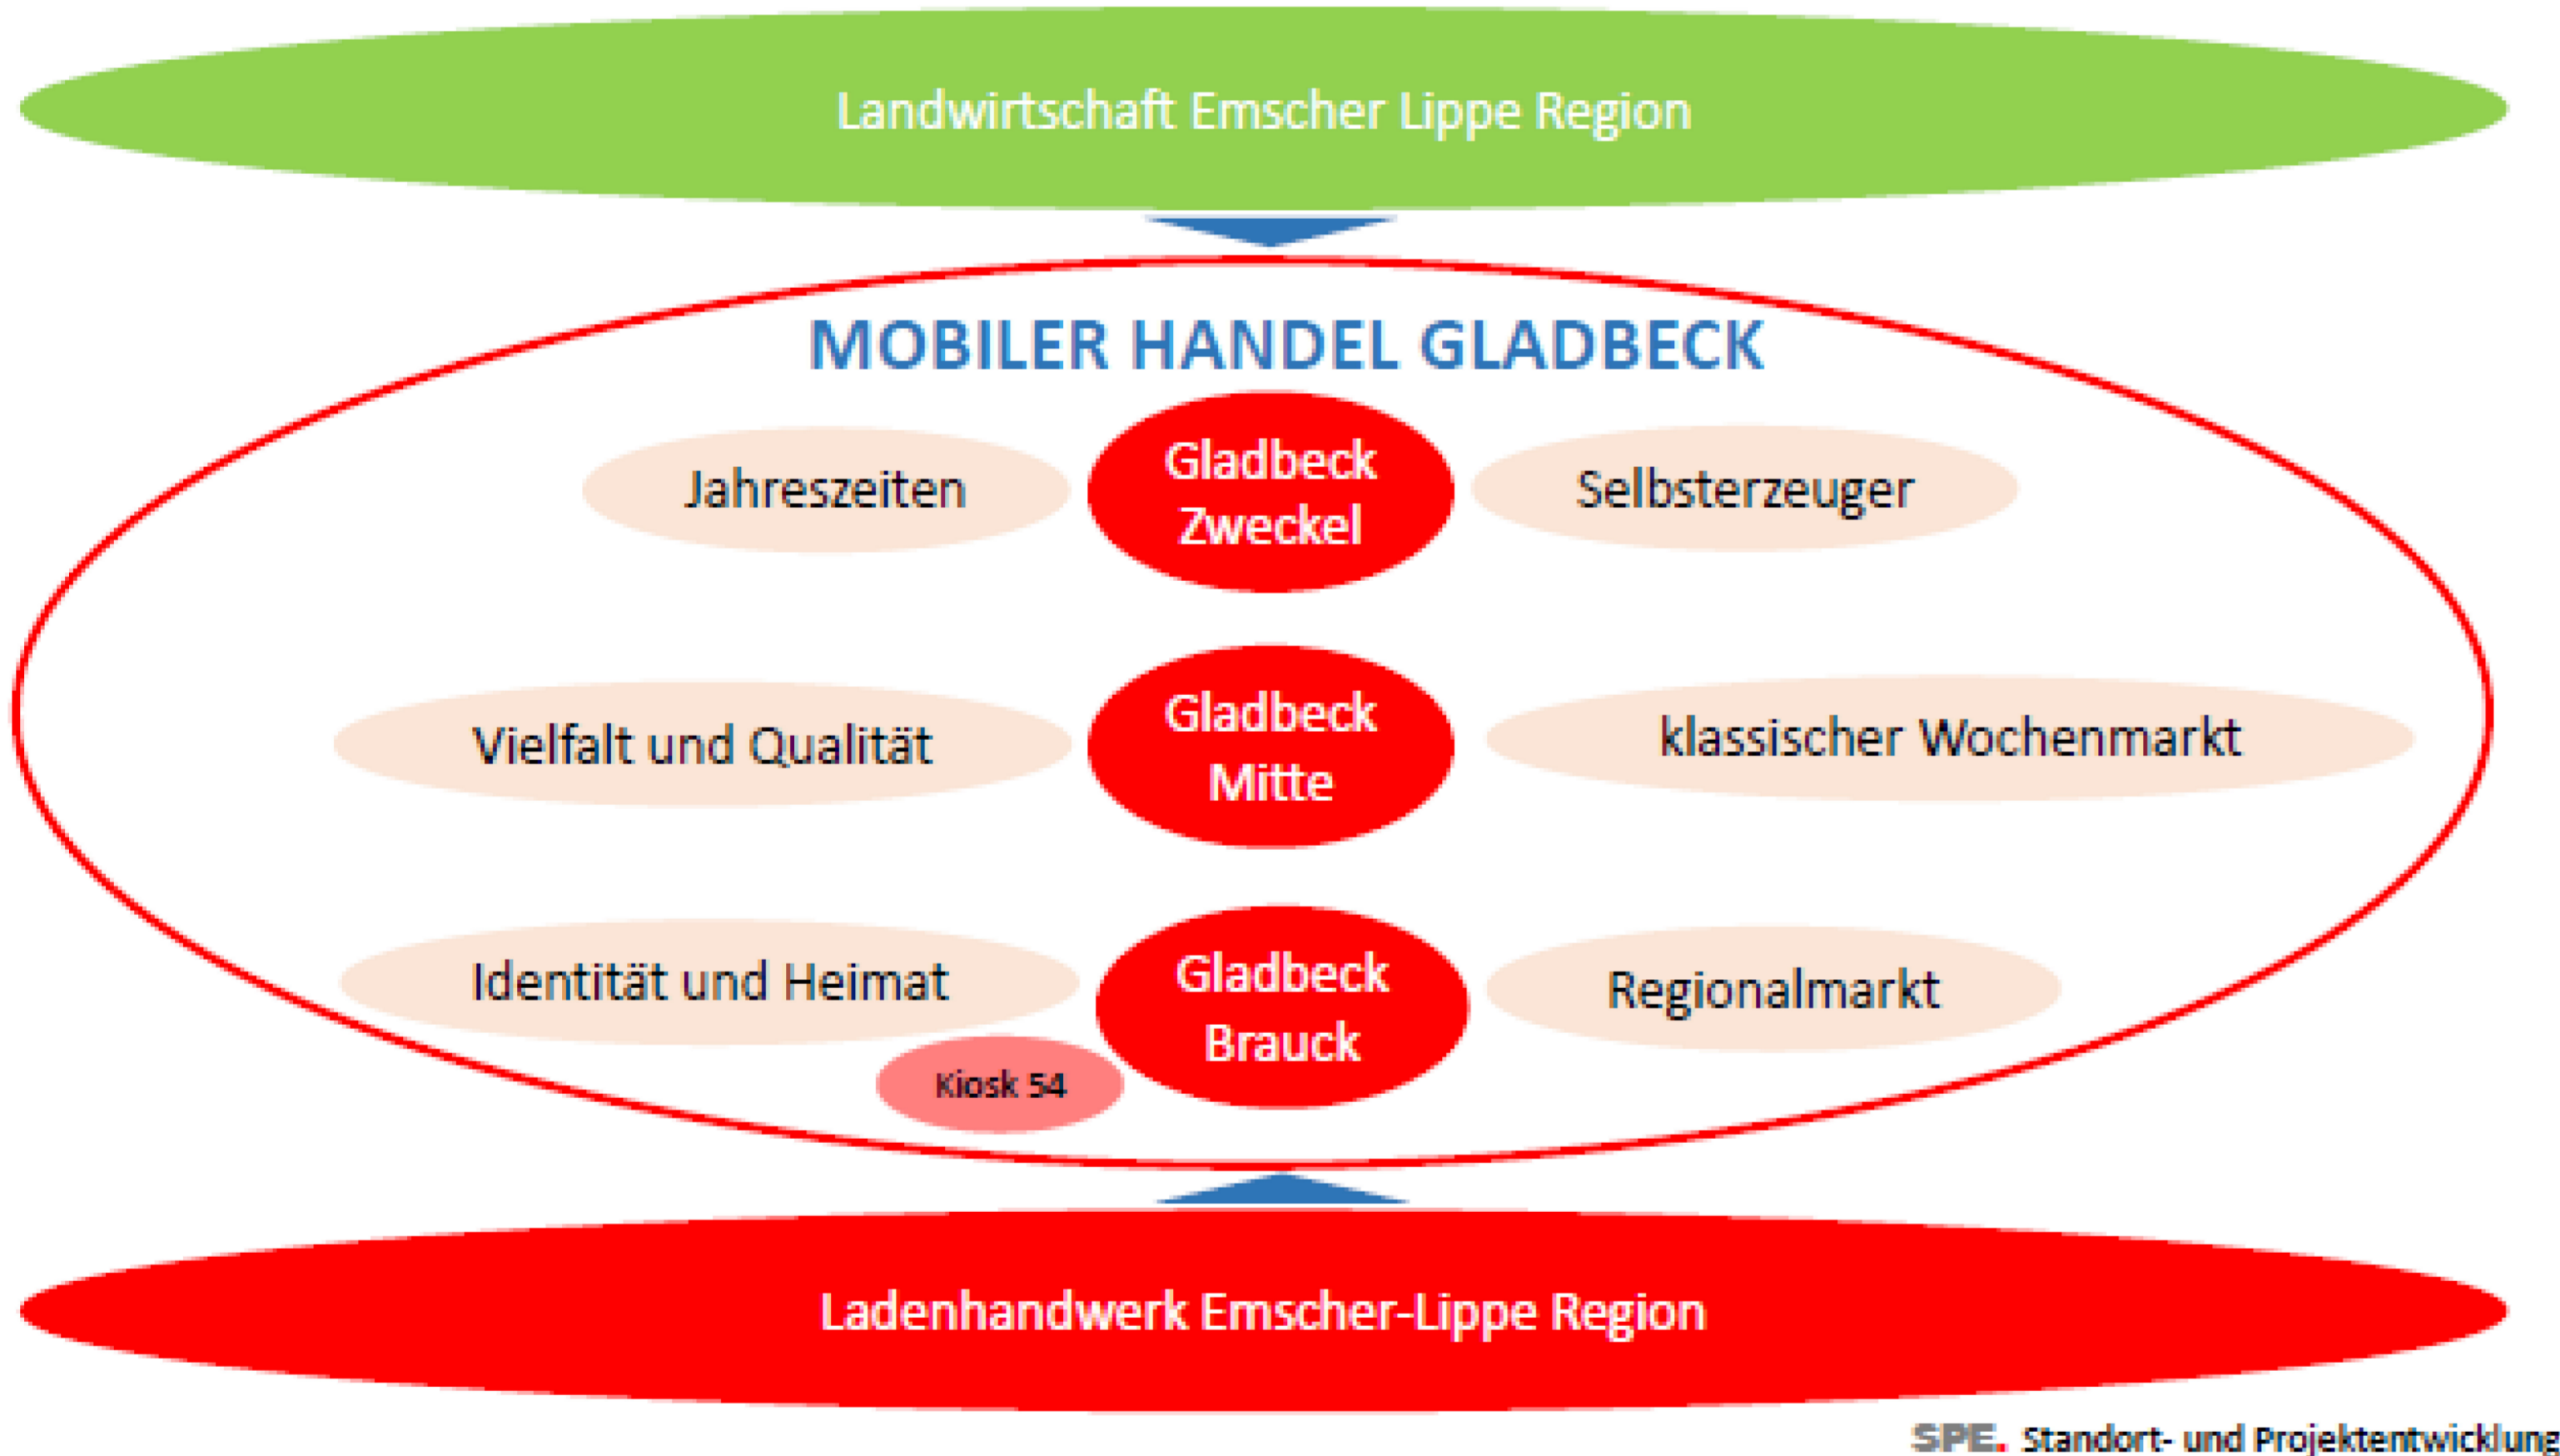 Landwirtschaft Emscher Lippe Region
MOBILER HANDEL GLADBECK
Jahreszeiten
Gladbeck
Zweckel
Selbsterzeuger
Vielfalt und Qualität
Gladbeck
Mitte
klassischer Wochenmarkt
Identität und Heimat
Gladbeck
Brauck
Regionalmarkt
Kiosk 54
Ladenhandwerk Emscher-Lippe Region
SPE. Standort- und Projektentwicklung